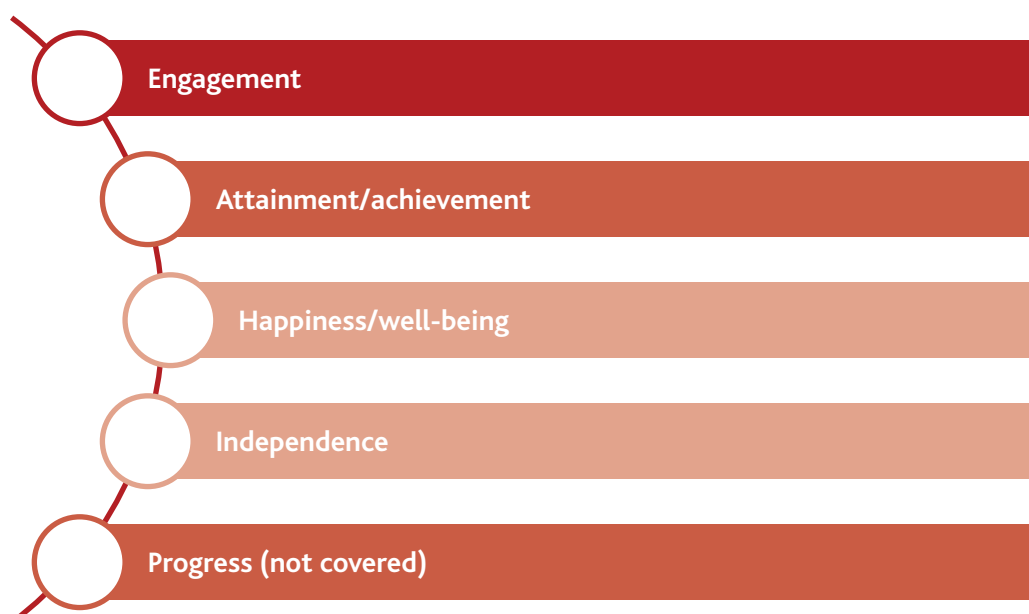 Engagement
Attainment/achievement
Happiness/well-being
Independence
Progress (not covered)